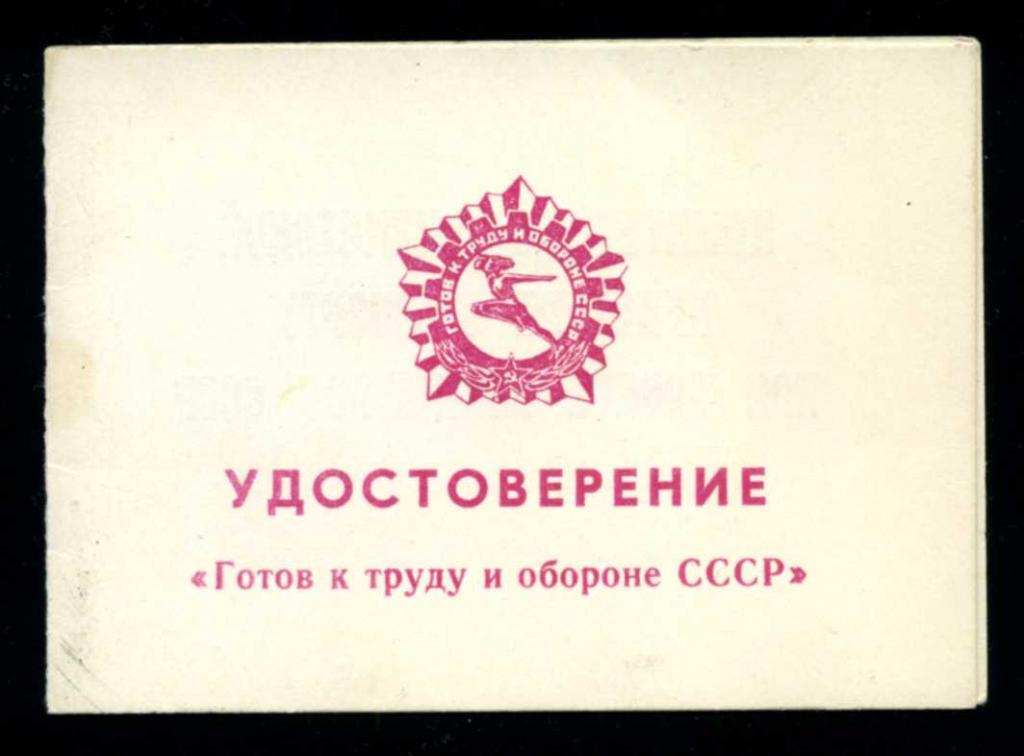 ГОТОВ К ТРУДУ И ОБОРОНЕ СССР
УДОСТОВЕРЕНИЕ
«Готов к труду и обороне СССР»